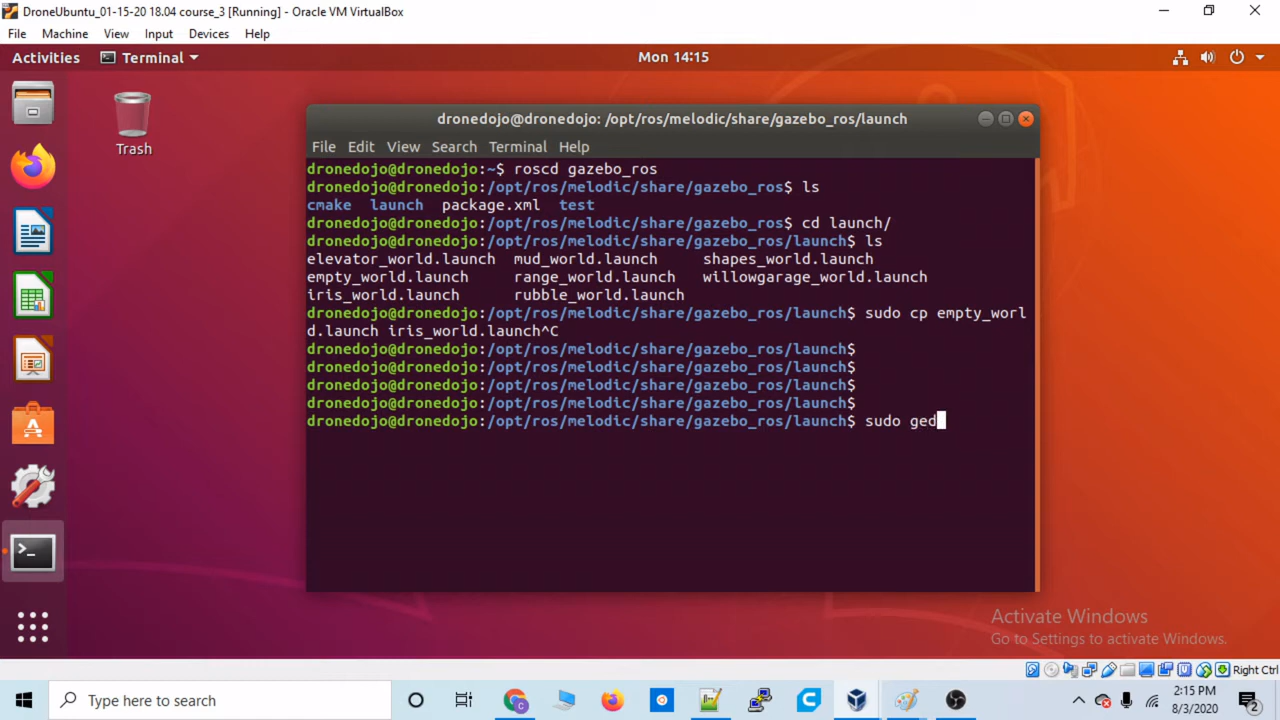 DroneUbuntu_01-15-20 18.04 course_3 [Running] - Oracle VM VirtualBox
File Machine View Input Devices Help
Activities Terminal Mon 14:15
Trash
dronedojo@dronedojo: /opt/ros/melodic/share/gazebo_ros/launch
File Edit View Search Terminal Help
dronedojo@dronedojo:~$ roscd gazebo_ros
dronedojo@dronedojo:/opt/ros/melodic/share/gazebo_ros$ ls
cmake launch package.xml test
dronedojo@dronedojo:/opt/ros/melodic/share/gazebo_ros$ cd launch/
dronedojo@dronedojo:/opt/ros/melodic/share/gazebo_ros/launch$ ls
elevator_world.launch mud_world.launch shapes_world.launch
empty_world.launch range_world.launch willowgarage_world.launch
iris_world.launch rubble_world.launch
dronedojo@dronedojo:/opt/ros/melodic/share/gazebo_ros/launch$ sudo cp empty_worl
d.launch iris_world.launch^C
dronedojo@dronedojo:/opt/ros/melodic/share/gazebo_ros/launch$
dronedojo@dronedojo:/opt/ros/melodic/share/gazebo_ros/launch$
dronedojo@dronedojo:/opt/ros/melodic/share/gazebo_ros/launch$
dronedojo@dronedojo:/opt/ros/melodic/share/gazebo_ros/launch$
dronedojo@dronedojo:/opt/ros/melodic/share/gazebo_ros/launch$ sudo ged
Activate Windows
Go to Settings to activate Windows.
Right Ctrl
Type here to search
2:15 PM
8/3/2020
2